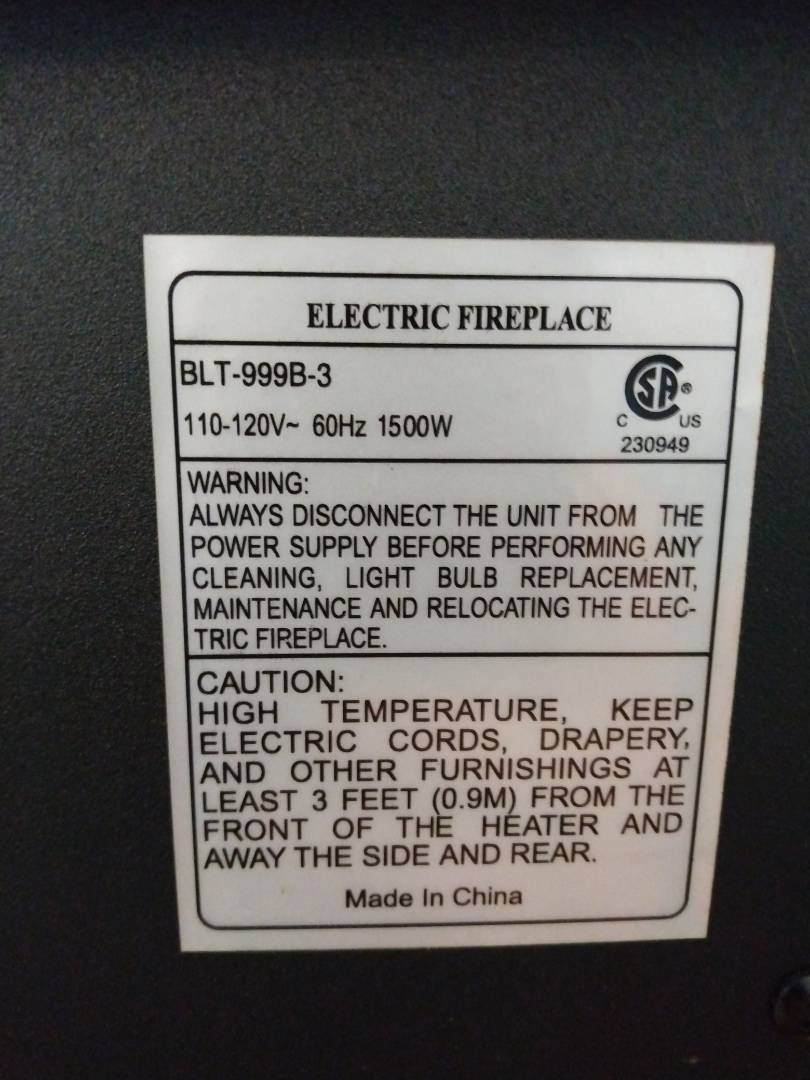 ELECTRIC FIREPLACE
BLT-999B-3
110-120V~ 60Hz 1500W
CSA®
C US
230949
WARNING:
ALWAYS DISCONNECT THE UNIT FROM THE
POWER SUPPLY BEFORE PERFORMING ANY
CLEANING, LIGHT BULB REPLACEMENT,
MAINTENANCE AND RELOCATING THE ELEC-
TRIC FIREPLACE.
CAUTION:
HIGH TEMPERATURE, KEEP
ELECTRIC CORDS, DRAPERY,
AND OTHER FURNISHINGS AT
LEAST 3 FEET (0.9M) FROM THE
FRONT OF THE HEATER AND
AWAY THE SIDE AND REAR.
Made In China